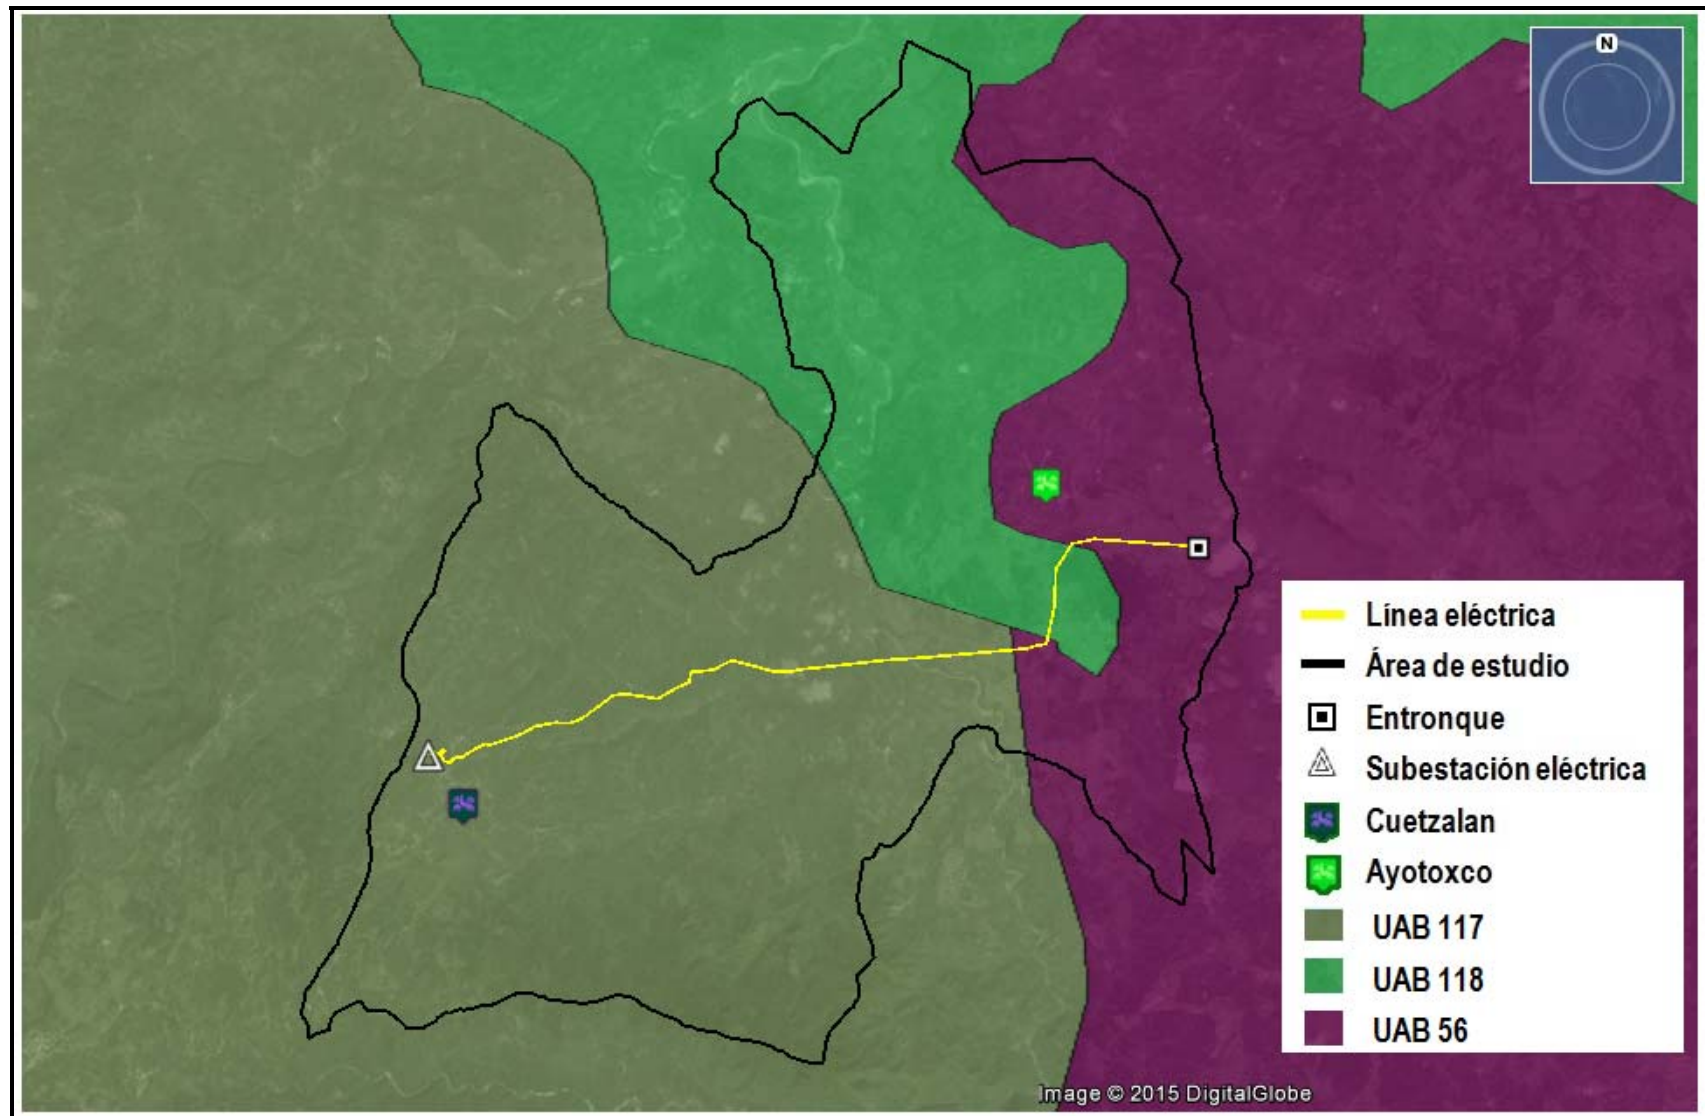 N
Línea eléctrica
Área de estudio
Entronque
Subestación eléctrica
Cuetzalan
Ayotoxco
UAB 117
UAB 118
UAB 56
Image © 2015 DigitalGlobe